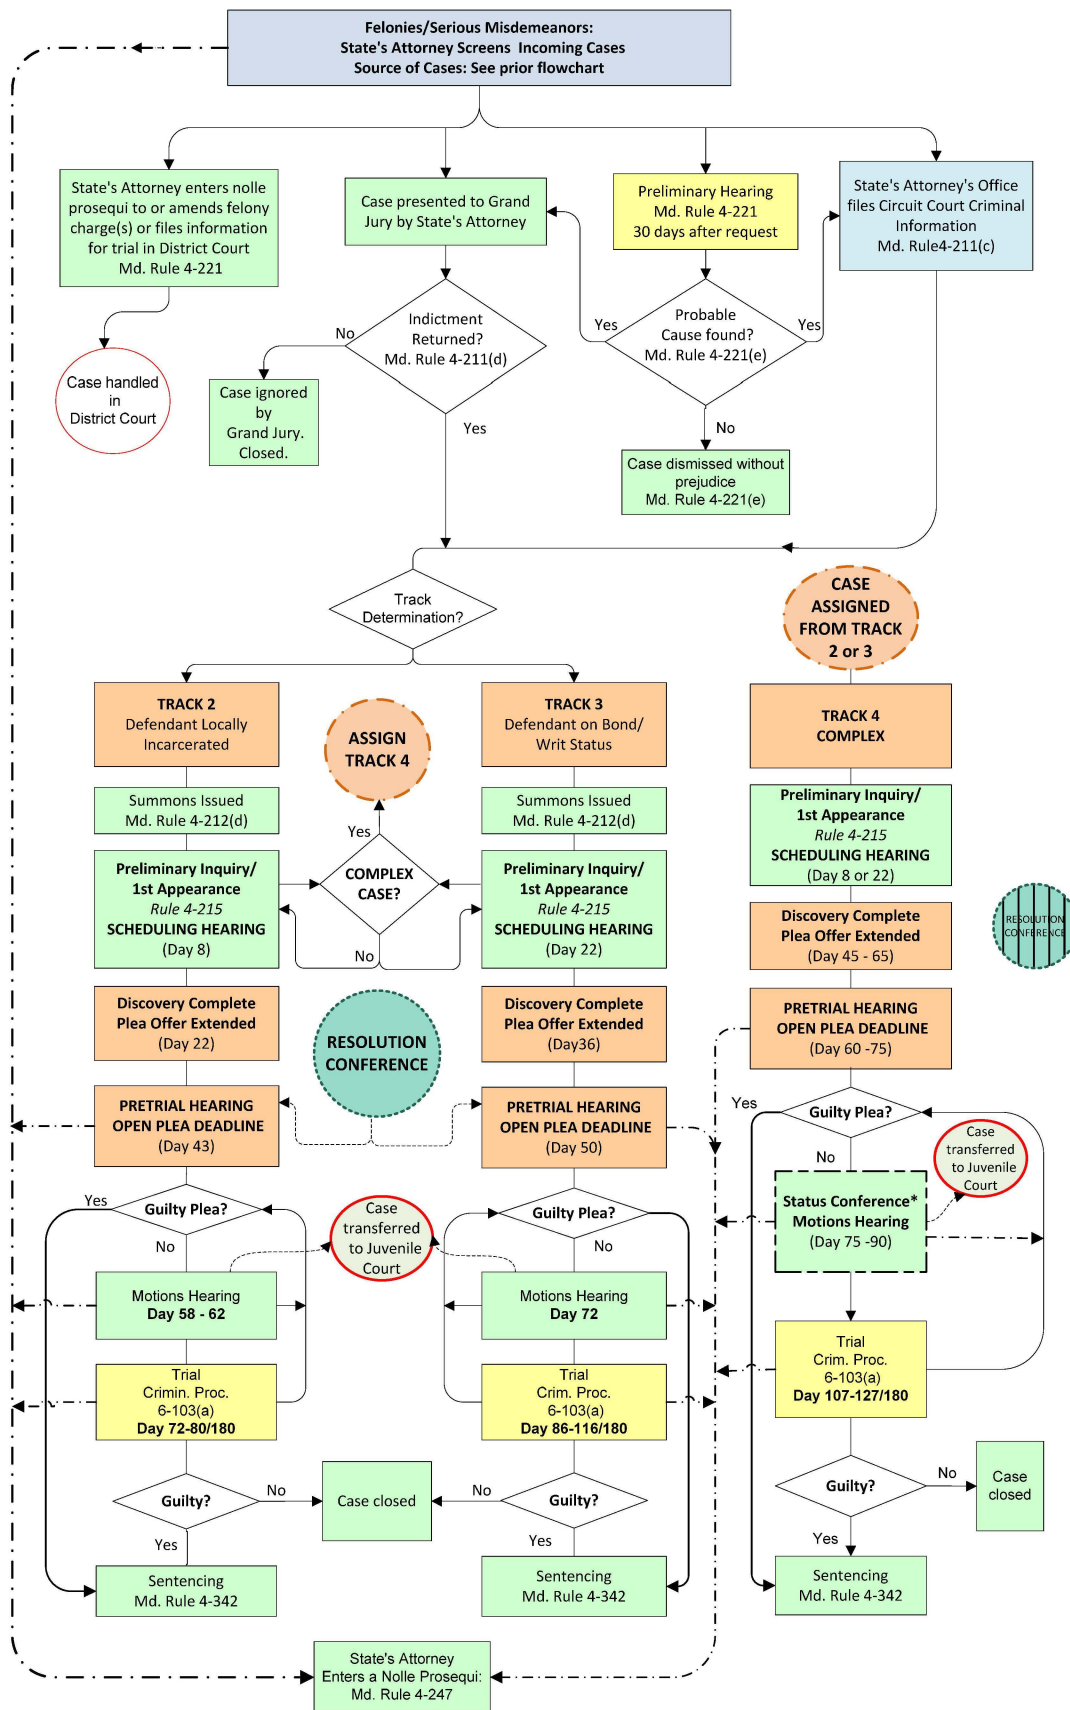 Felonies/Serious Misdemeanors:
State's Attorney Screens Incoming Cases
Source of Cases: See prior flowchart
State's Attorney enters nolle
prosequi to or amends felony
charge(s) or files information
for trial in District Court
Md. Rule 4-221
Case presented to Grand
Jury by State's Attorney
Preliminary Hearing
Md. Rule 4-221
30 days after request
State's Attorney's Office
files Circuit Court Criminal
Information
Md. Rule4-211(c)
Case handled
in
District Court
No
Indictment
Returned?
Md. Rule 4-211(d)
Yes
Probable
Cause found?
Md. Rule 4-221(e)
Yes
Case ignored
by
Grand Jury.
Closed.
Yes
No
Case dismissed without
prejudice
Md. Rule 4-221(e)
Track
Determination?
CASE
ASSIGNED
FROM TRACK
2 or 3
TRACK 2
Defendant Locally
Incarcerated
ASSIGN
TRACK 4
TRACK 3
Defendant on Bond/
Writ Status
TRACK 4
COMPLEX
Summons Issued
Md. Rule 4-212(d)
Yes
Summons Issued
Md. Rule 4-212(d)
Preliminary Inquiry/
1st Appearance
Rule 4-215
SCHEDULING HEARING
(Day 8 or 22)
Preliminary Inquiry/
1st Appearance
Rule 4-215
SCHEDULING HEARING
(Day 8)
COMPLEX
CASE?
No
Preliminary Inquiry/
1st Appearance
Rule 4-215
SCHEDULING HEARING
(Day 22)
Discovery Complete
Plea Offer Extended
(Day 45 - 65)
RESOLUTION
CONFERENCE
Discovery Complete
Plea Offer Extended
(Day 22)
RESOLUTION
CONFERENCE
Discovery Complete
Plea Offer Extended
(Day36)
PRETRIAL HEARING
OPEN PLEA DEADLINE
(Day 60 -75)
PRETRIAL HEARING
OPEN PLEA DEADLINE
(Day 43)
PRETRIAL HEARING
OPEN PLEA DEADLINE
(Day 50)
Yes
Guilty Plea?
No
Case
transferred
to Juvenile
Court
Yes
Guilty Plea?
No
Case
transferred
to Juvenile
Court
Guilty Plea?
No
Status Conference*
Motions Hearing
(Day 75 -90)
Motions Hearing
Day 58 - 62
Motions Hearing
Day 72
Trial
Crim. Proc.
6-103(a)
Day 107-127/180
Trial
Crimin. Proc.
6-103(a)
Day 72-80/180
Trial
Crim. Proc.
6-103(a)
Day 86-116/180
Guilty?
No
Case closed
No
Guilty?
Guilty?
No
Case
closed
Yes
Yes
Yes
Sentencing
Md. Rule 4-342
Sentencing
Md. Rule 4-342
Sentencing
Md. Rule 4-342
State's Attorney
Enters a Nolle Prosequi:
Md. Rule 4-247